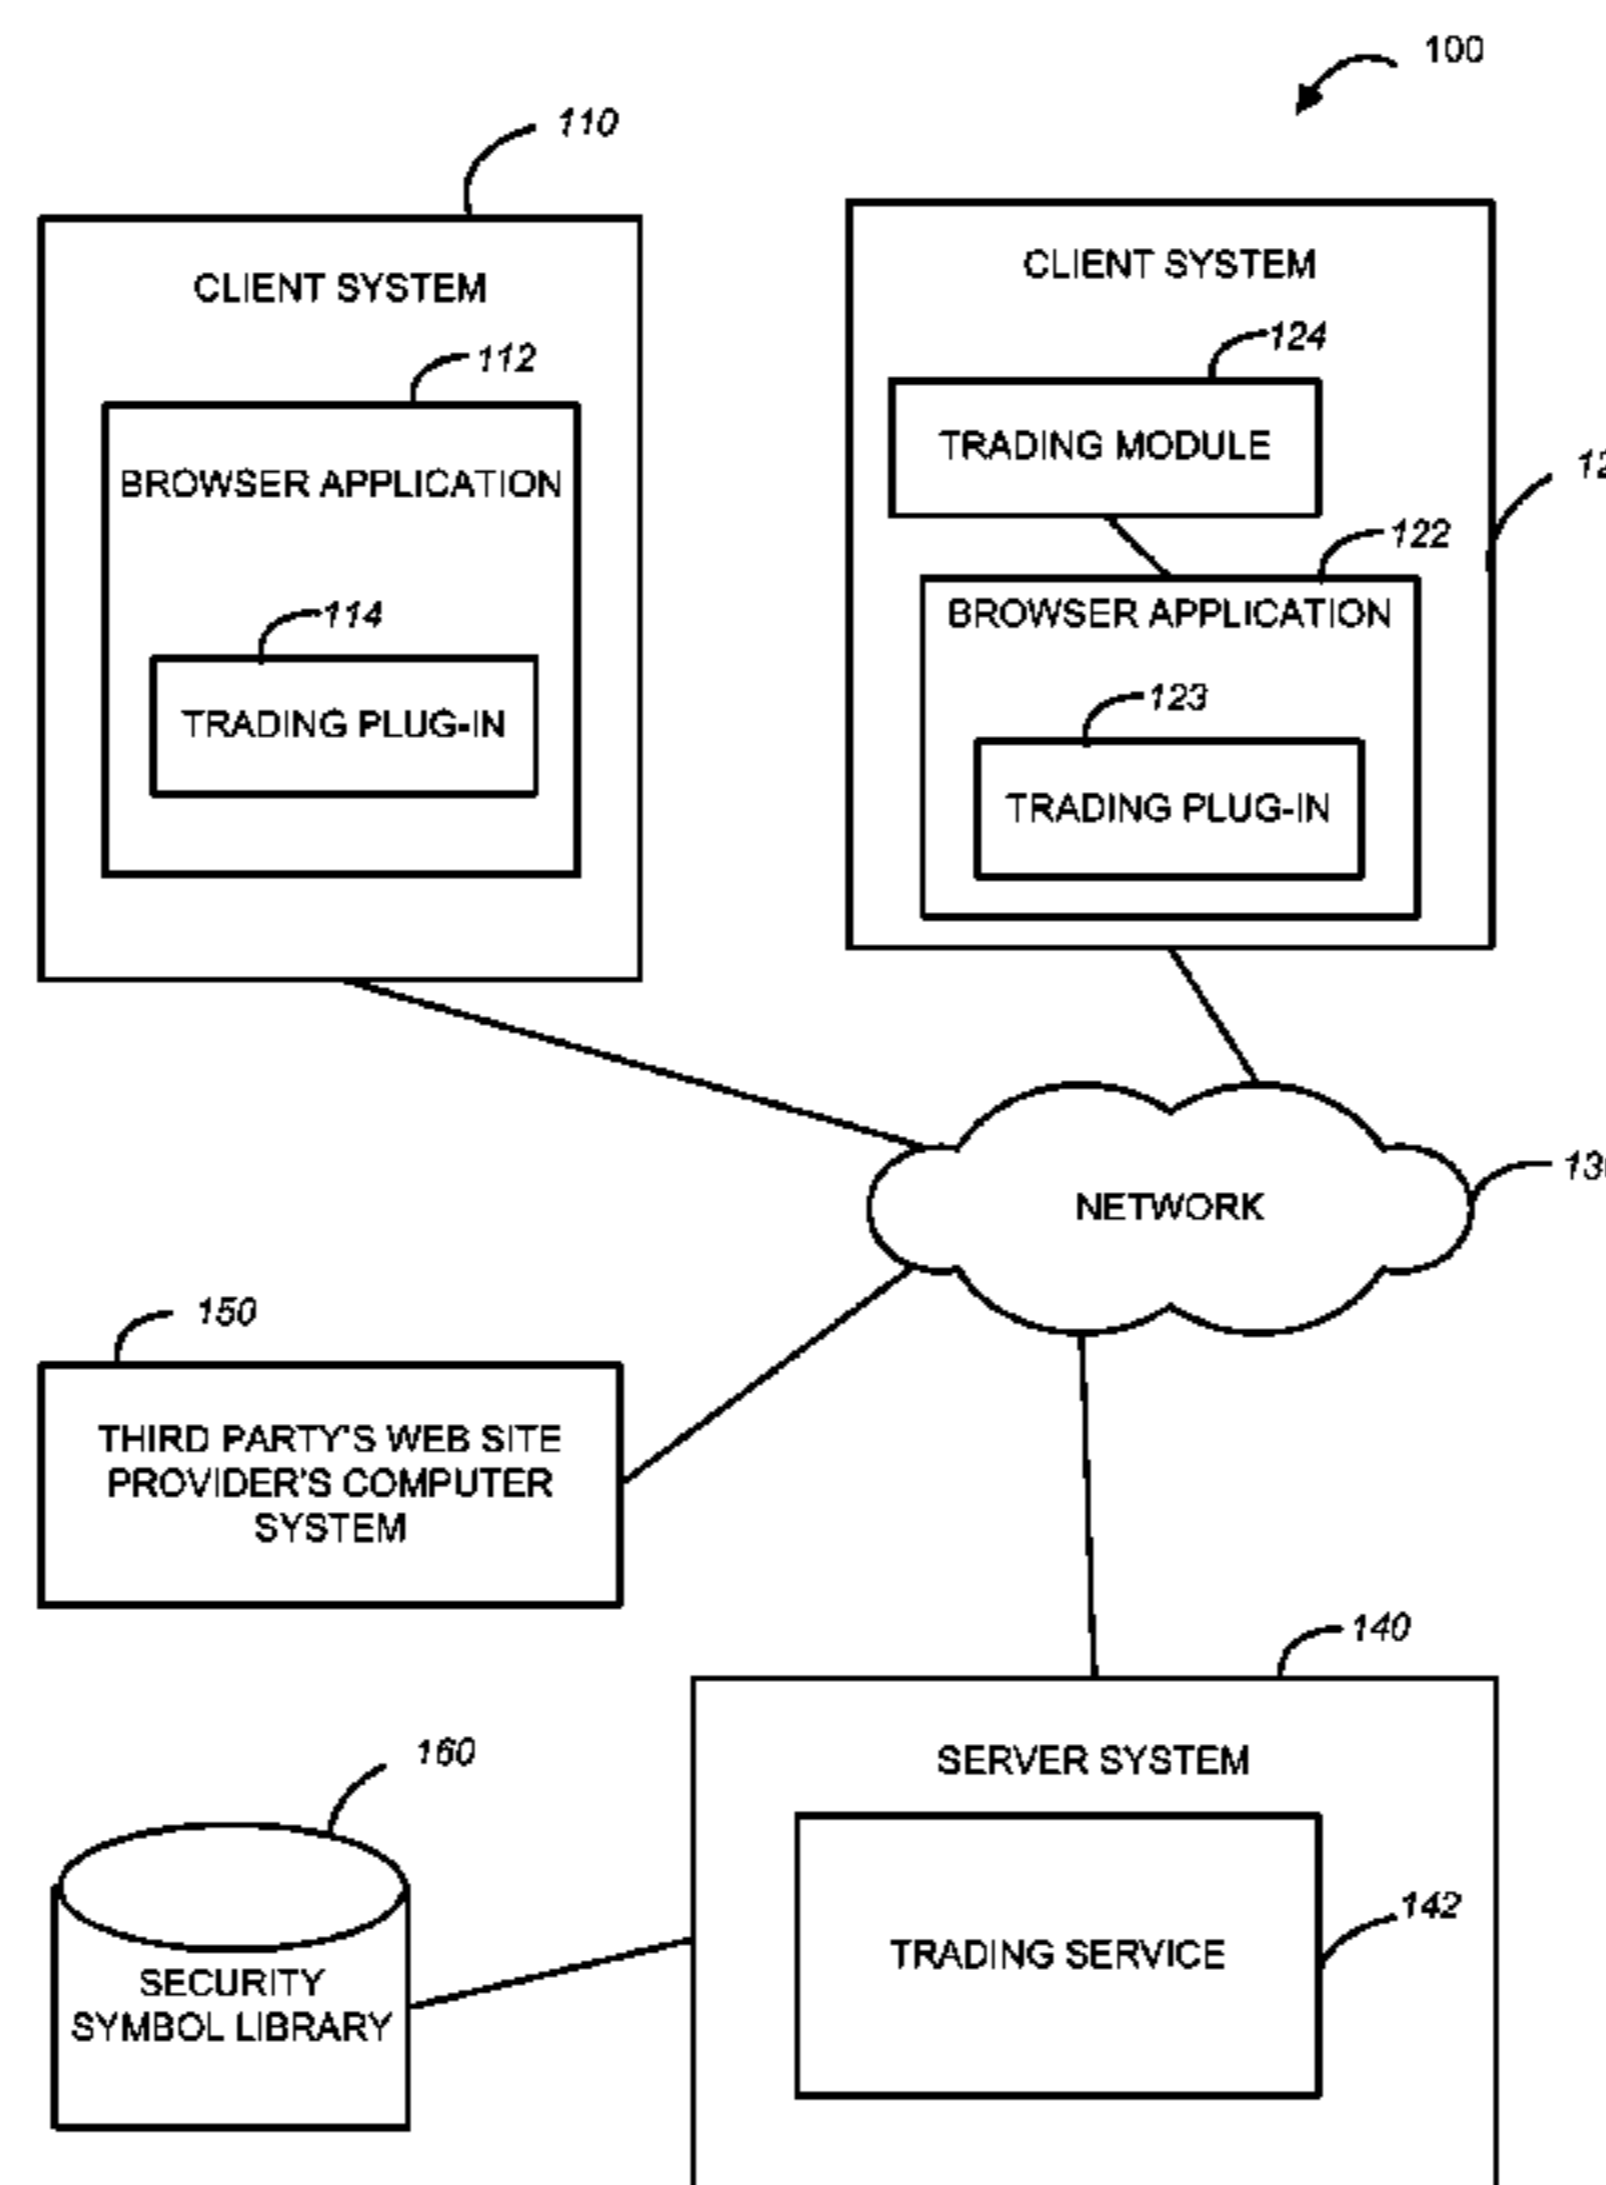 100
110
CLIENT SYSTEM
112
BROWSER APPLICATION
114
TRADING PLUG-IN
CLIENT SYSTEM
124
TRADING MODULE
12
122
BROWSER APPLICATION
123
TRADING PLUG-IN
NETWORK
13
150
THIRD PARTY'S WEB SITE
PROVIDER'S COMPUTER
SYSTEM
140
SERVER SYSTEM
142
TRADING SERVICE
160
SECURITY
SYMBOL LIBRARY